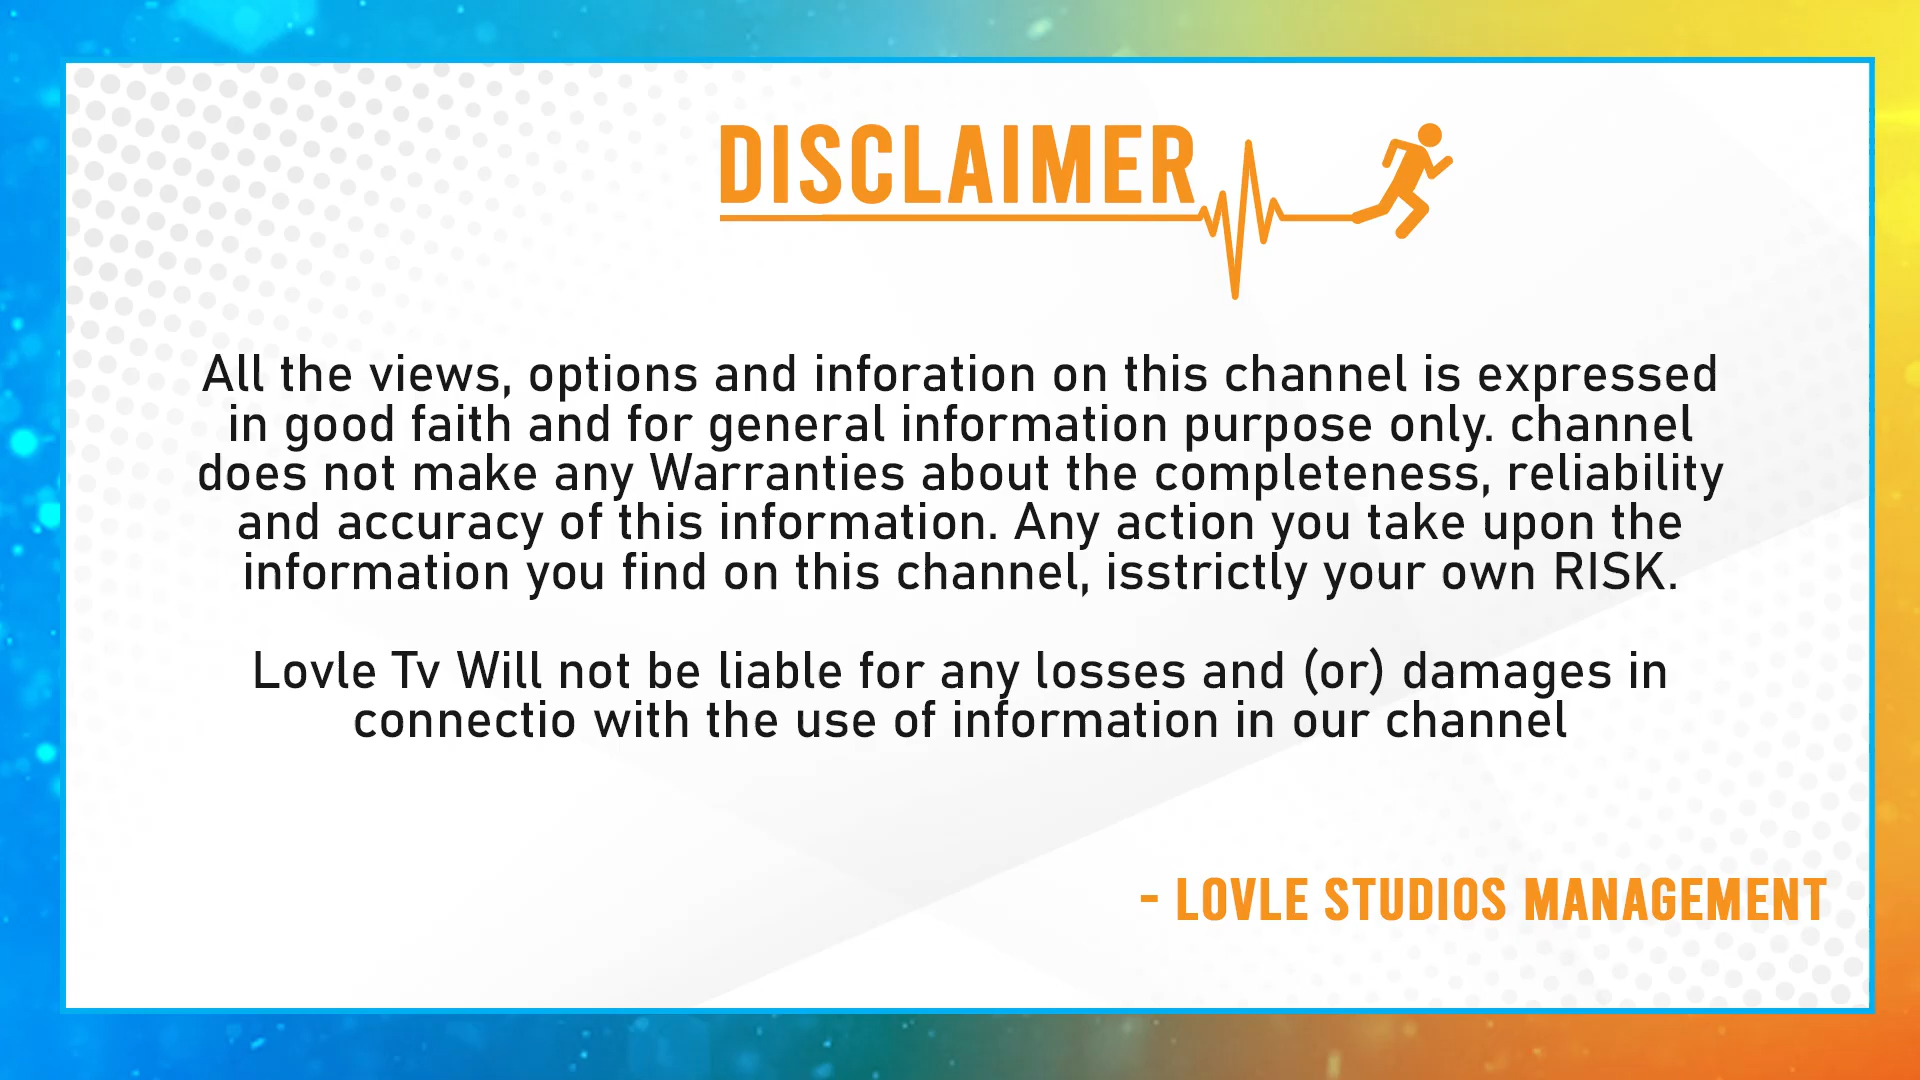 DISCLAIMER
All the views, options and inforation on this channel is expressed
in good faith and for general information purpose only. channel
does not make any Warranties about the completeness, reliability
and accuracy of this information. Any action you take upon the
information you find on this channel, isstrictly your own RISK.
Lovle Tv Will not be liable for any losses and (or) damages in
connectio with the use of information in our channel
- LOVLE STUDIOS MANAGEMENT